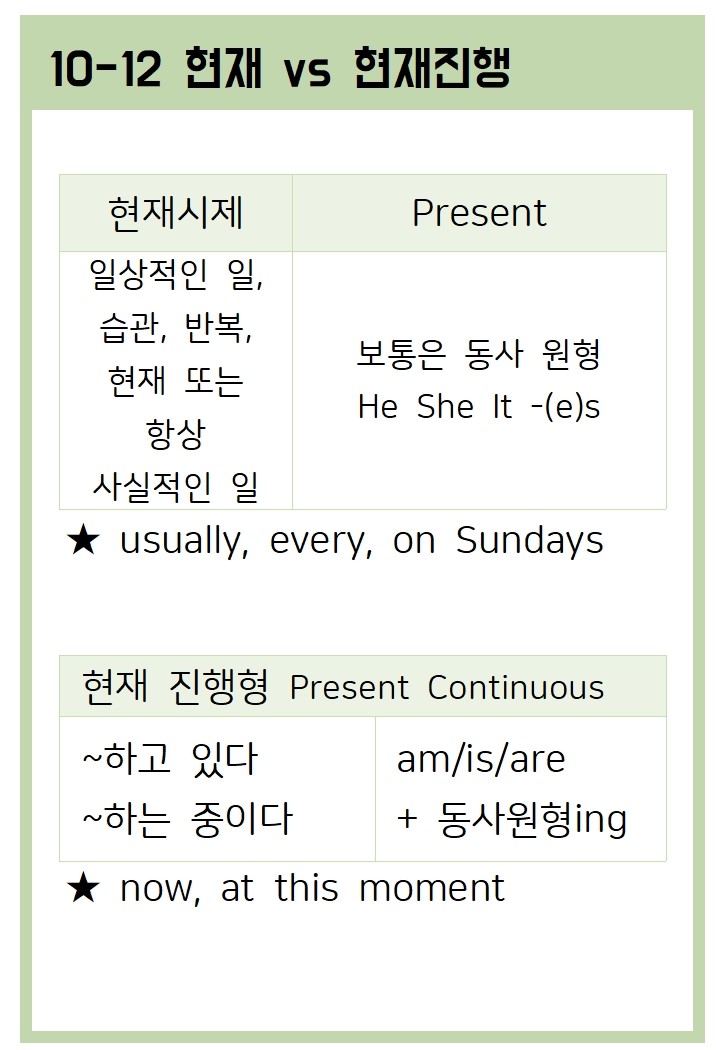 10-12 현재 vs 현재진행
현재시제
Present
일상적인 일,
습관, 반복,
현재 또는
항상
사실적인 일
보통은 동사 원형
He She It -(e)s
★ usually, every, on Sundays
현재 진행형 Present Continuous
~하고 있다
~하는 중이다
am/is/are
+ 동사원형ing
★ now, at this moment